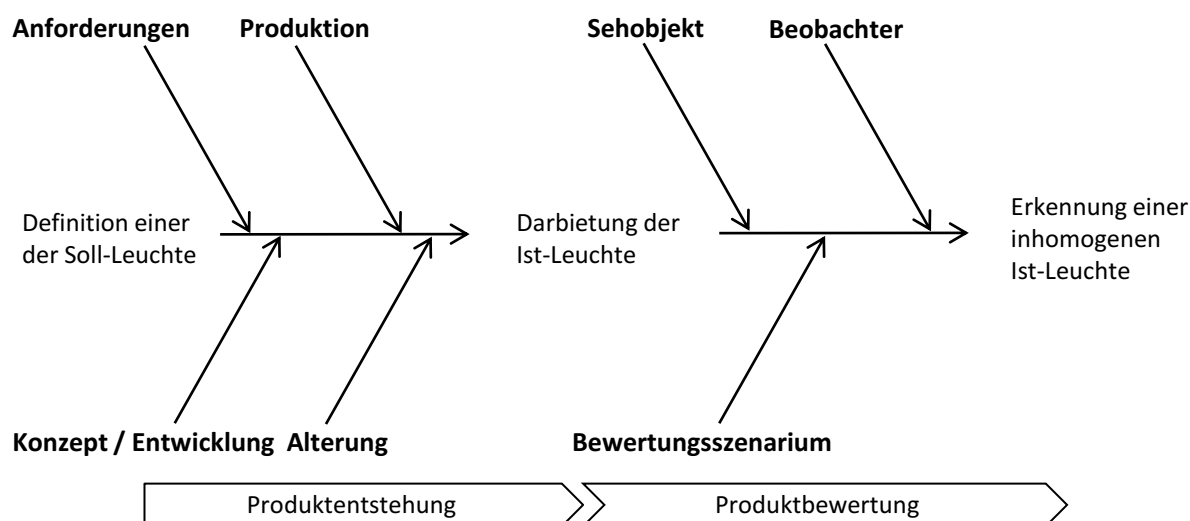 Anforderungen Produktion Sehobjekt Beobachter
Definition einer
der Soll-Leuchte
Darbietung der
Ist-Leuchte
Erkennung einer
inhomogenen
Ist-Leuchte
Konzept / Entwicklung Alterung Bewertungsszenarium
Produktentstehung Produktbewertung